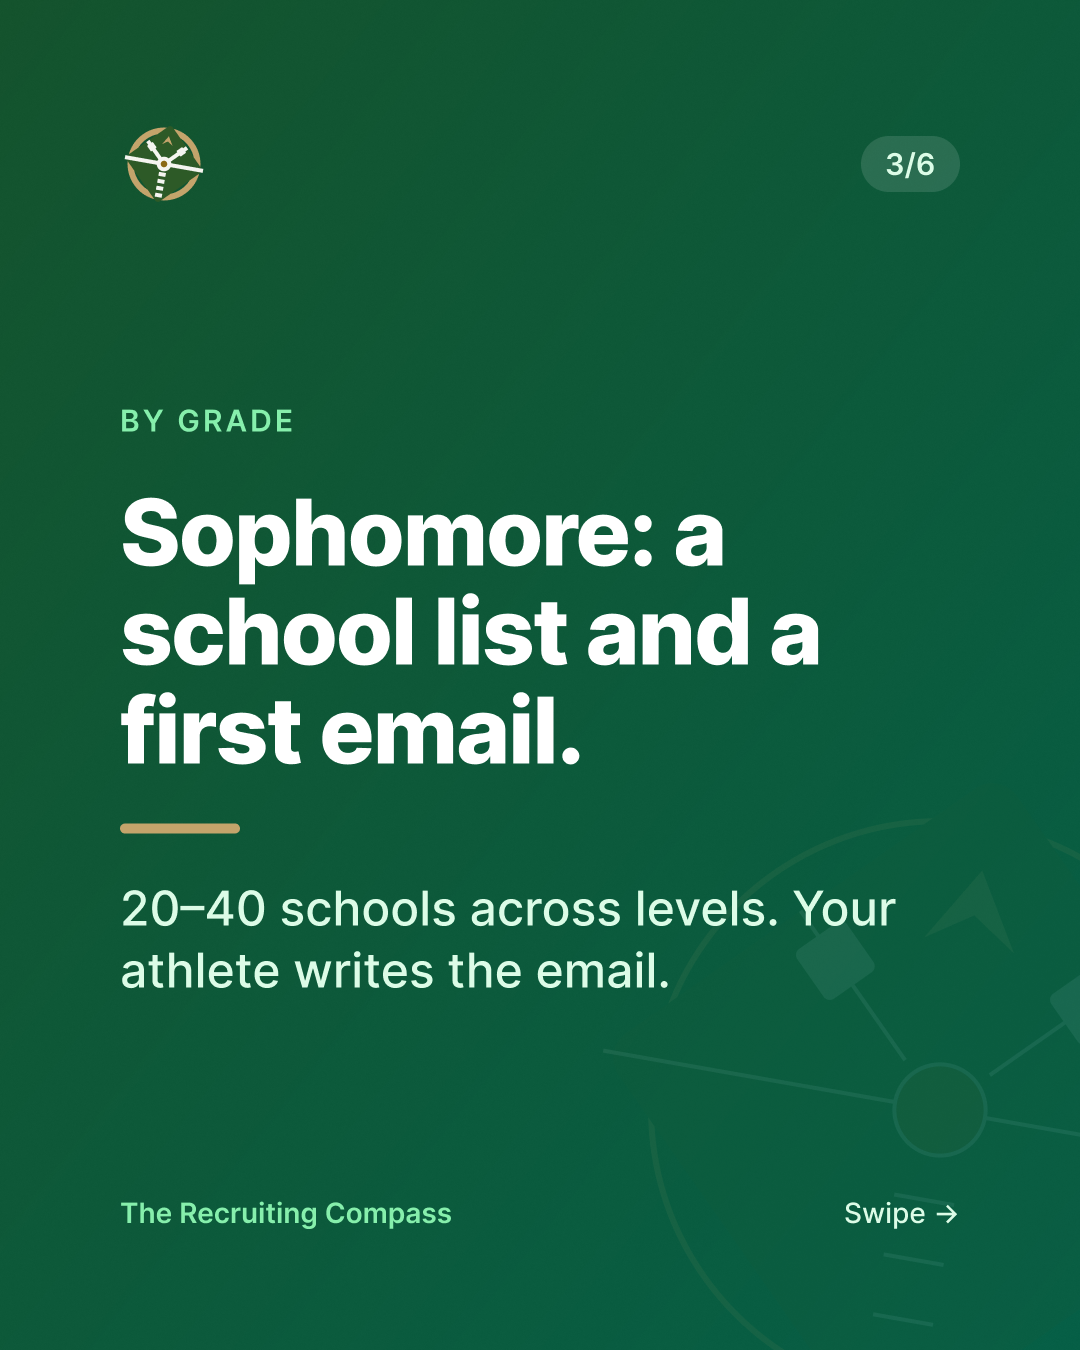 3/6
BY GRADE
Sophomore: a
school list and a
first email.
20–40 schools across levels. Your
athlete writes the email.
The Recruiting Compass
Swipe →